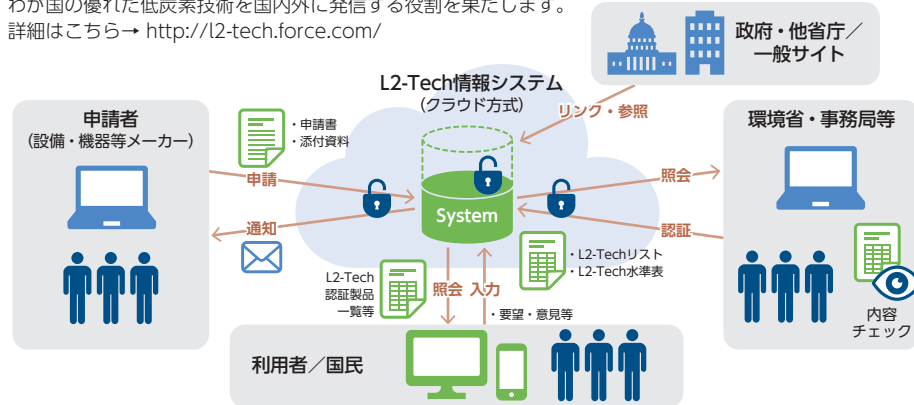 わが国の優れた低炭素技術を国内外に発信する役割を果たします。
詳細はこちら→ http://l2-tech.force.com/
政府・他省庁／
一般サイト
L2-Tech情報システム
（クラウド方式）
リンク・参照
申請者
（設備・機器等メーカー）
・申請書
・添付資料
環境省・事務局等
申請
照会
System
通知
認証
・L2-Techリスト
・L2-Tech水準表
L2-Tech
認証製品
一覧等
照会
入力
・要望・意見等
内容
チェック
利用者／国民